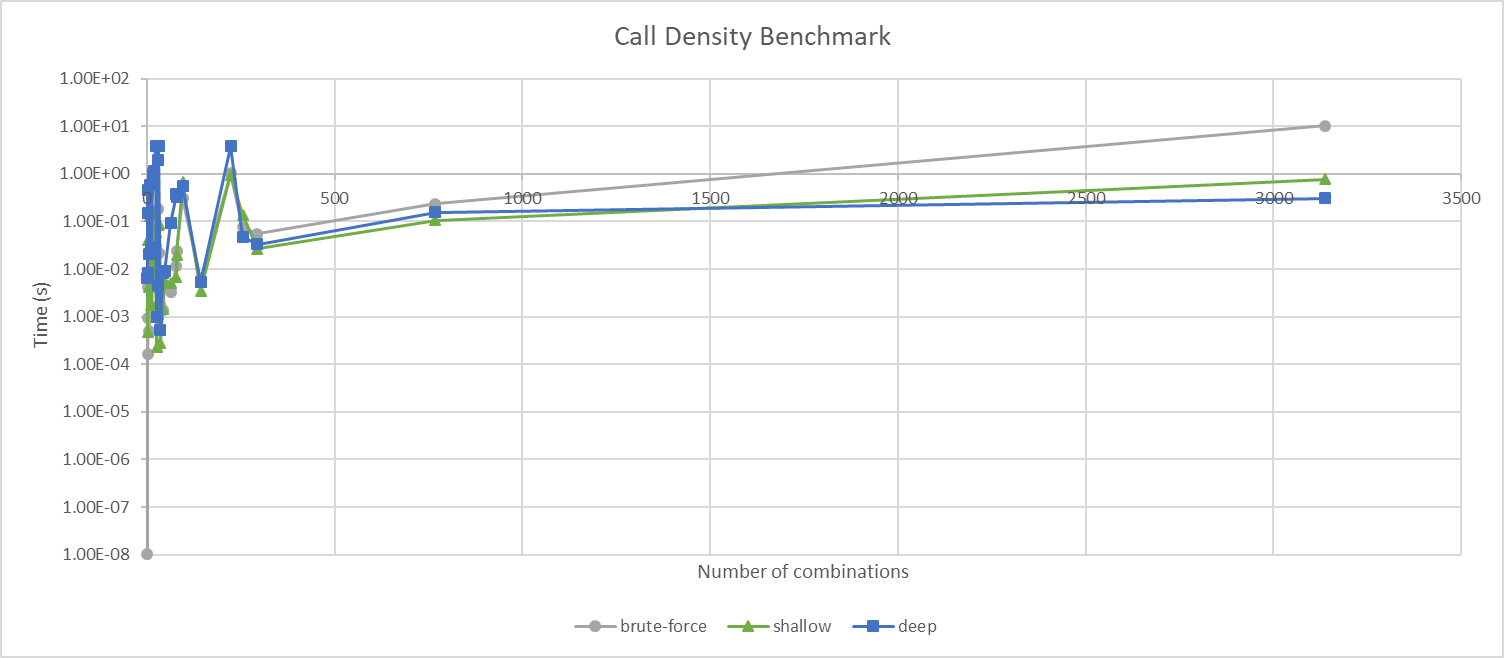 Call Density Benchmark
1.00E+02
1.00E+01
1.00E+00
0 500 1000 1500 2000 2500 3000 3500
1.00E-01
1.00E-02
1.00E-03
1.00E-04
1.00E-05
1.00E-06
1.00E-07
1.00E-08
Time (s)
Number of combinations
brute-force shallow deep